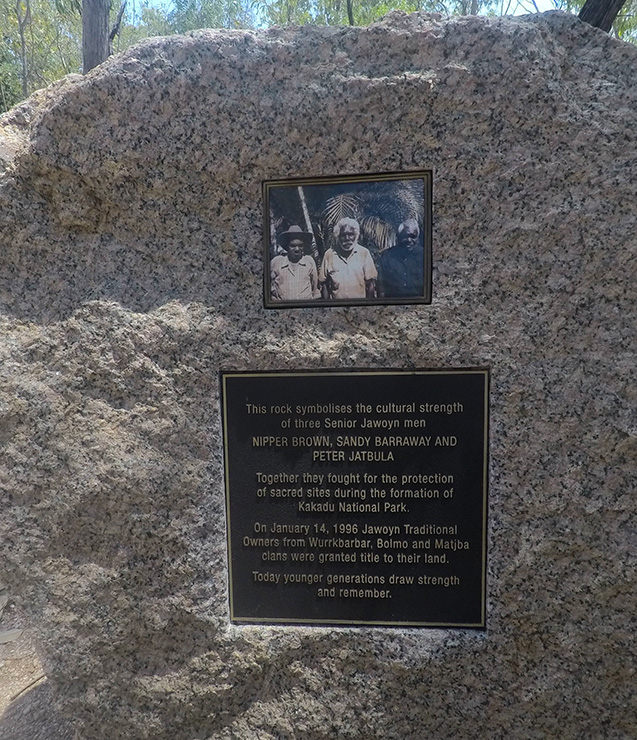 This rock symbolises the cultural strength
of three Senior Jawoyn men
NIPPER BROWN, SANDY BARRAWAY AND
PETER JATBULA
Together they fought for the protection
of sacred sites during the formation of
Kakadu National Park.
On January 14, 1996 Jawoyn Traditional
Owners from Wurrkbarbar, Bolmo and Matjba
clans were granted title to their land.
Today younger generations draw strength
and remember.